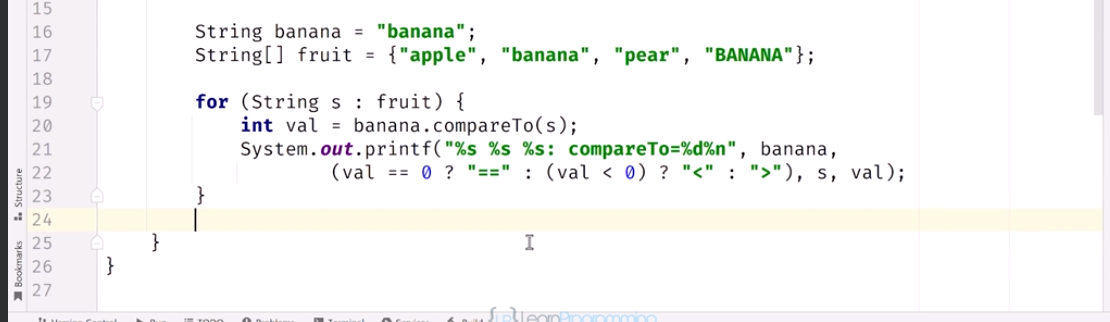 15
16 String banana = "banana";
17 String[] fruit = {"apple", "banana", "pear", "BANANA"};
18
19 for (String s : fruit) {
20 int val = banana.compareTo(s);
21 System.out.printf("%s %s %s: compareTo=%d%n", banana,
22 (val == 0 ? "==" : (val < 0) ? "<" : ">"), s, val);
23 }
24
25 }
26 }
27
Structure
Bookmarks
LearnProgramming